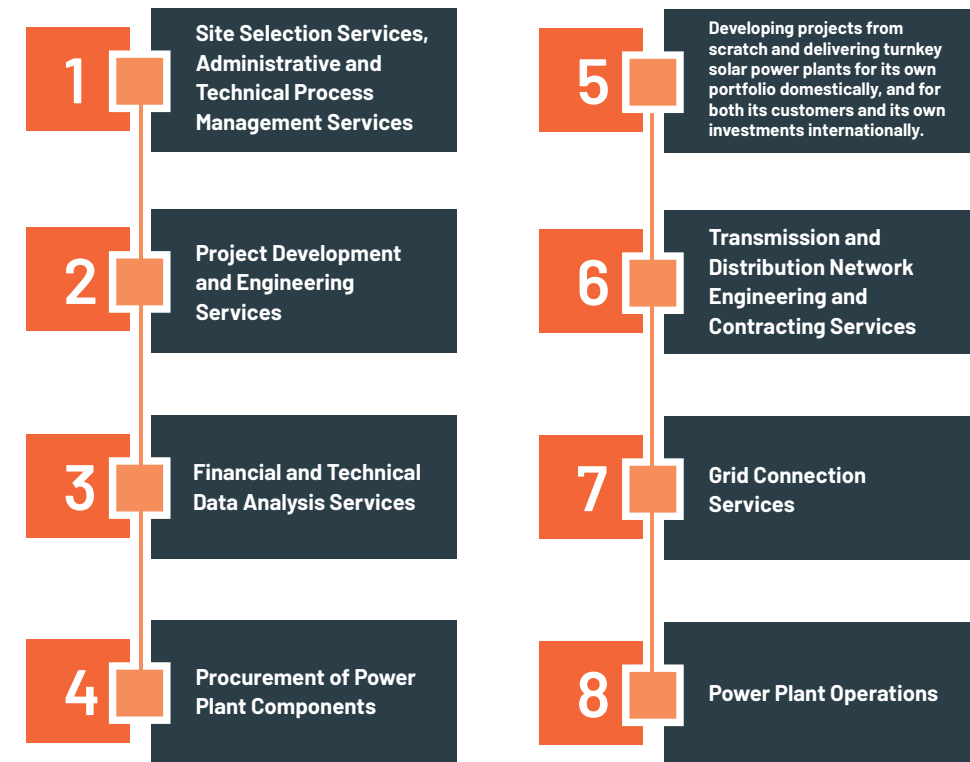 1
Site Selection Services,
Administrative and
Technical Process
Management Services
2
Project Development
and Engineering
Services
3
Financial and Technical
Data Analysis Services
4
Procurement of Power
Plant Components
5
Developing projects from
scratch and delivering turnkey
solar power plants for its own
portfolio domestically, and for
both its customers and its own
investments internationally.
6
Transmission and
Distribution Network
Engineering and
Contracting Services
7
Grid Connection
Services
8
Power Plant Operations